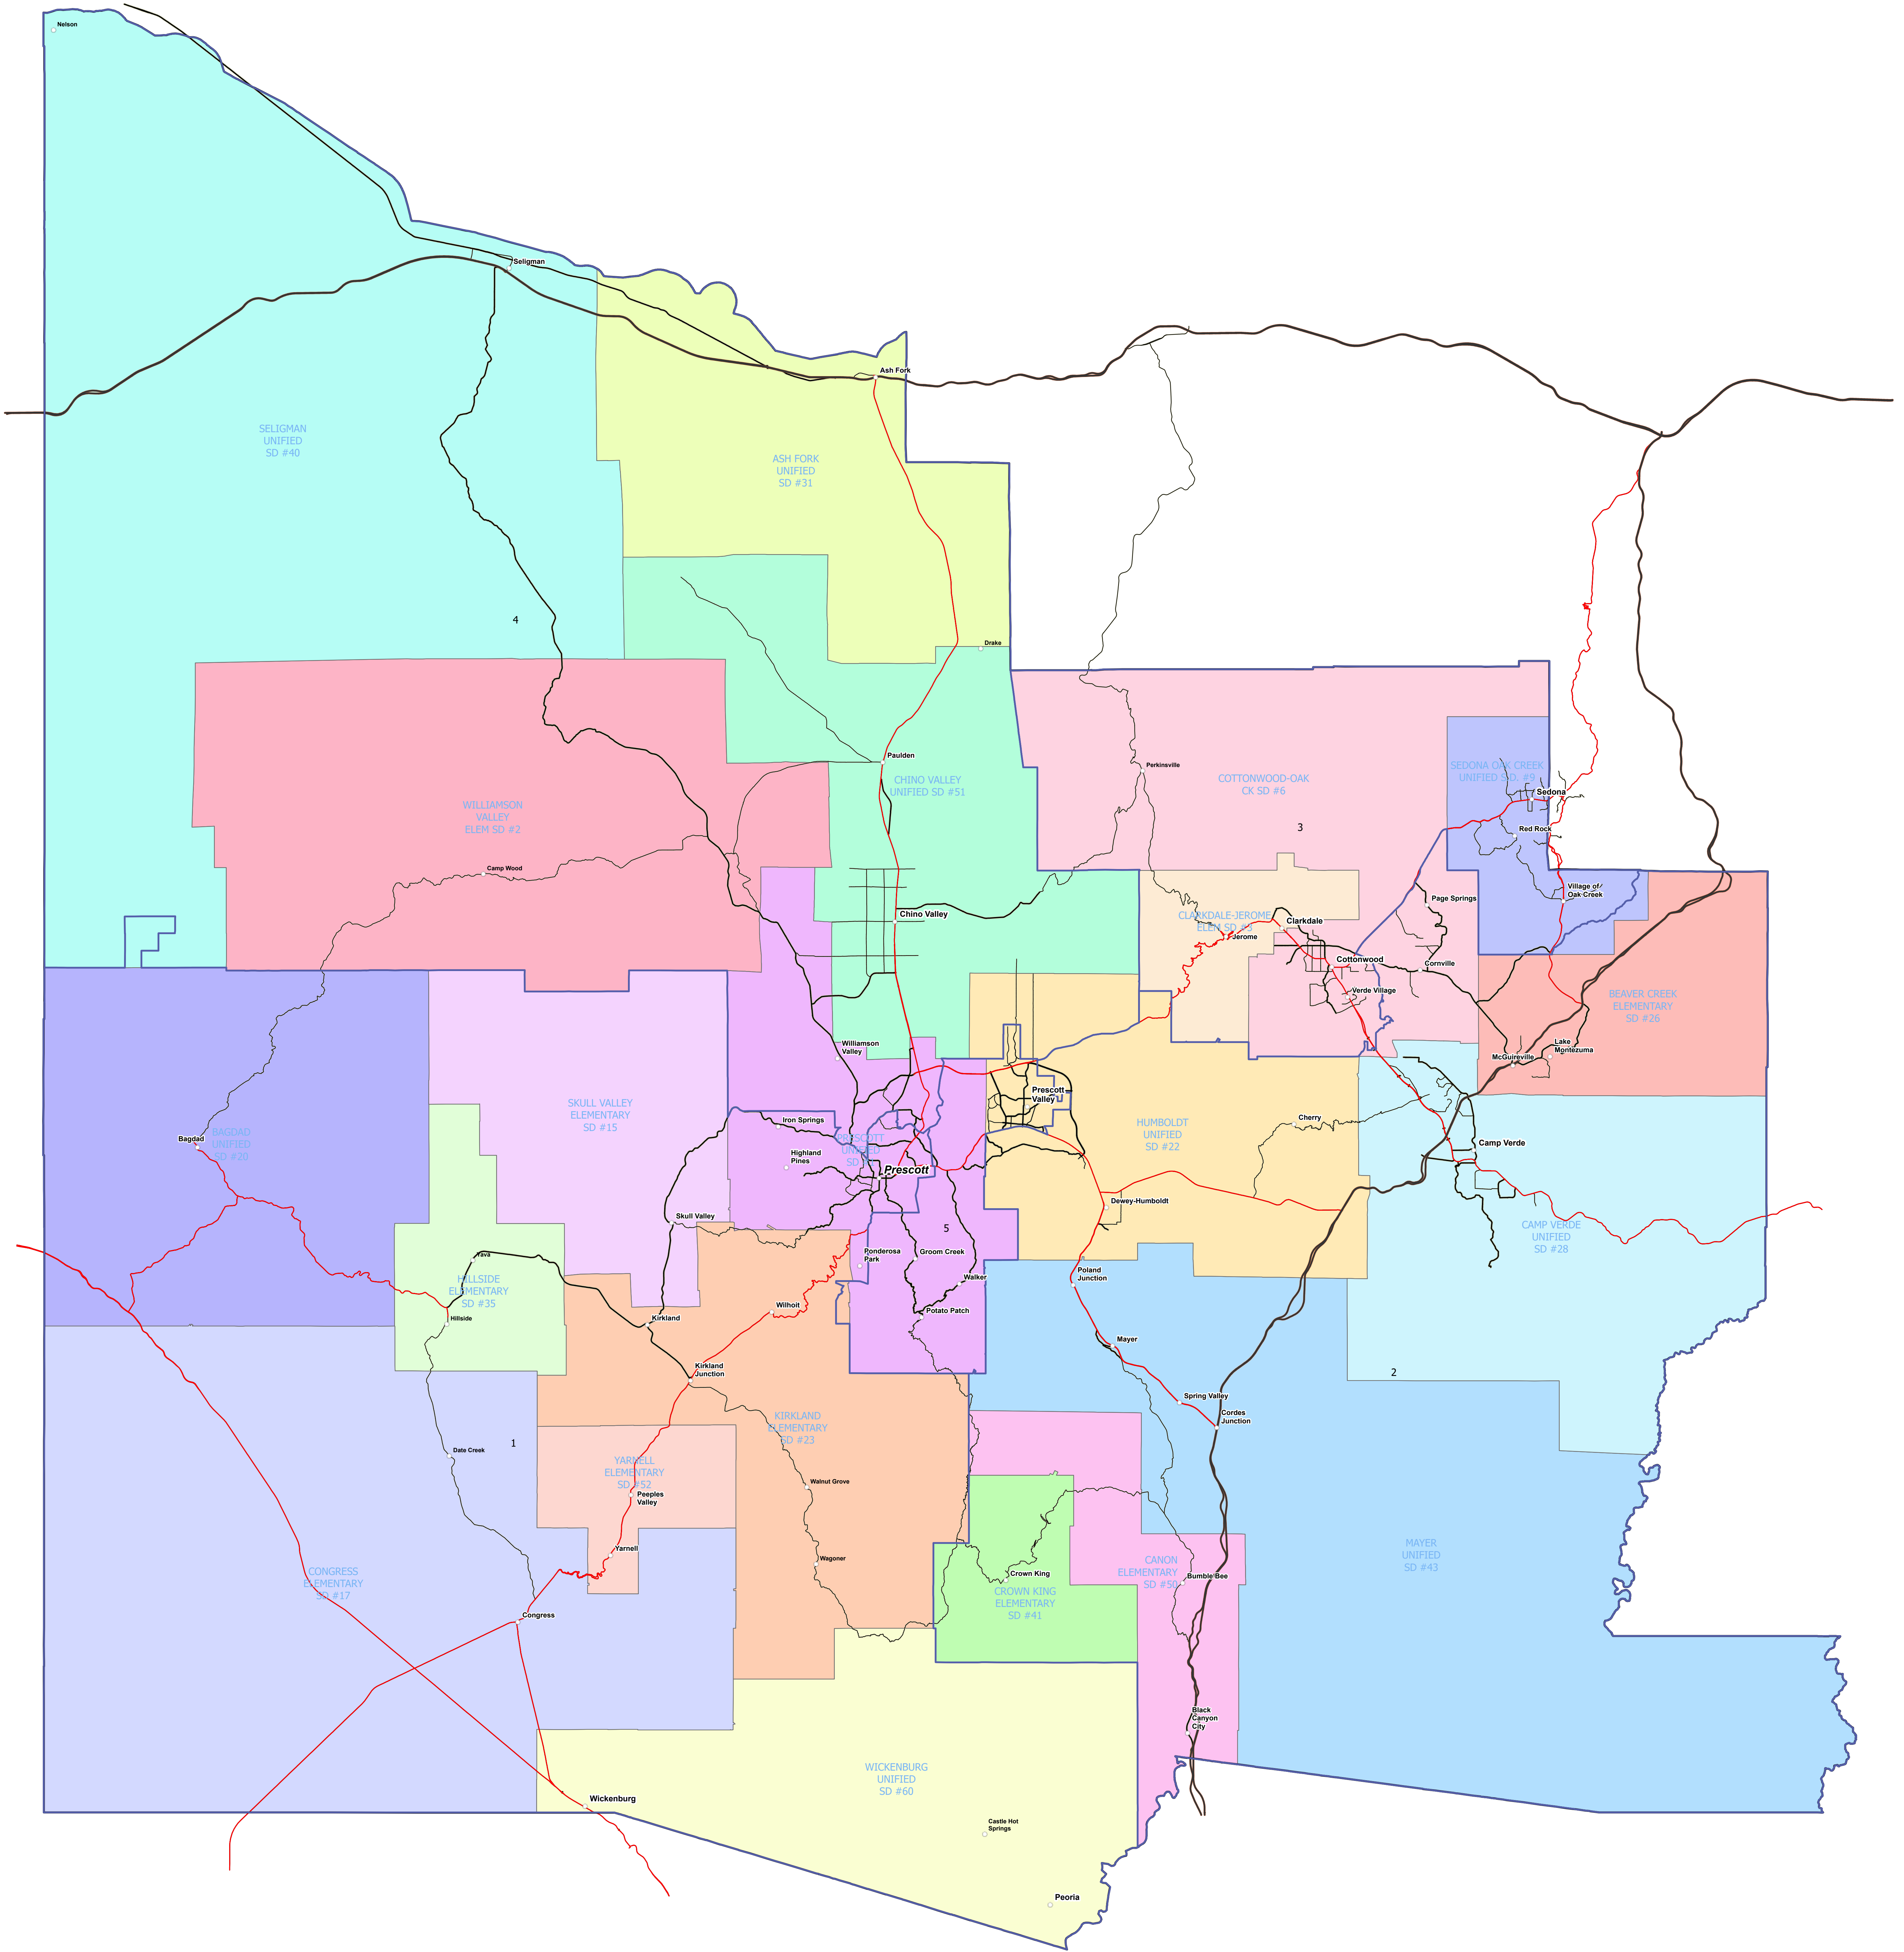 Nelson
Seligman
Ash Fork
SELIGMAN
UNIFIED
SD #40
ASH FORK
UNIFIED
SD #31
4
Drake
Paulden
CHINO VALLEY
UNIFIED SD #51
Perkinsville
COTTONWOOD-OAK
CK SD #6
SEDONA OAK CREEK
UNIFIED S.D. #9
Sedona
WILLIAMSON
VALLEY
ELEM SD #2
3
Red Rock
Camp Wood
Village of
Oak Creek
Page Springs
Chino Valley
CLARKDALE-JEROME
ELEM SD #3
Clarkdale
Jerome
Cottonwood
Cornville
Verde Village
BEAVER CREEK
ELEMENTARY
SD #26
Williamson
Valley
Lake
Montezuma
McGuireville
Prescott
Valley
SKULL VALLEY
ELEMENTARY
SD #15
Iron Springs
Cherry
HUMBOLDT
UNIFIED
SD #22
BAGDAD
UNIFIED
SD #20
Bagdad
PRESCOTT
UNIFIED
Highland
Pines
Prescott
Camp Verde
Dewey-Humboldt
Skull Valley
5
CAMP VERDE
UNIFIED
SD #28
Yava
Ponderosa
Park
Groom Creek
Walker
Poland
Junction
HILLSIDE
ELEMENTARY
SD #35
Hillside
Wilhoit
Kirkland
Potato Patch
Mayer
Kirkland
Junction
2
Spring Valley
Cordes
Junction
KIRKLAND
ELEMENTARY
SD #23
1
Date Creek
YARNELL
ELEMENTARY
SD #52
Peeples
Valley
Walnut Grove
Yarnell
Wagoner
Crown King
CROWN KING
ELEMENTARY
SD #41
CANON
ELEMENTARY
SD #50
Bumble Bee
MAYER
UNIFIED
SD #43
CONGRESS
ELEMENTARY
SD #17
Congress
Black
Canyon
City
WICKENBURG
UNIFIED
SD #60
Wickenburg
Castle Hot
Springs
Peoria